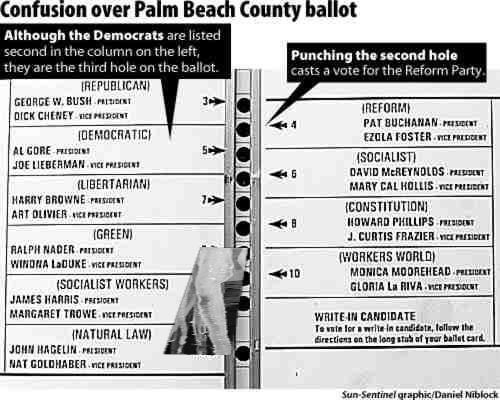 Confusion over Palm Beach County ballot
Although the Democrats are listed
second in the column on the left,
they are the third hole on the ballot.
Punching the second hole
casts a vote for the Reform Party.
(REPUBLICAN)
GEORGE W. BUSH - PRESIDENT
DICK CHENEY - VICE PRESIDENT
3
(DEMOCRATIC)
AL GORE - PRESIDENT
JOE LIEBERMAN - VICE PRESIDENT
5
(LIBERTARIAN)
HARRY BROWNE - PRESIDENT
ART OLIVIER - VICE PRESIDENT
7
(GREEN)
RALPH NADER - PRESIDENT
WINONA LaDUKE - VICE PRESIDENT
(SOCIALIST WORKERS)
JAMES HARRIS - PRESIDENT
MARGARET TROWE - VICE PRESIDENT
(NATURAL LAW)
JOHN HAGELIN - PRESIDENT
NAT GOLDHABER - VICE PRESIDENT
(REFORM)
4
PAT BUCHANAN - PRESIDENT
EZOLA FOSTER - VICE PRESIDENT
(SOCIALIST)
6
DAVID McREYNOLDS - PRESIDENT
MARY CAL HOLLIS - VICE PRESIDENT
(CONSTITUTION)
8
HOWARD PHILLIPS - PRESIDENT
J. CURTIS FRAZIER - VICE PRESIDENT
(WORKERS WORLD)
10
MONICA MOOREHEAD - PRESIDENT
GLORIA La RIVA - VICE PRESIDENT
WRITE-IN CANDIDATE
To vote for a write-in candidate, follow the
directions on the long stub of your ballot card.
Sun-Sentinel graphic/Daniel Niblock